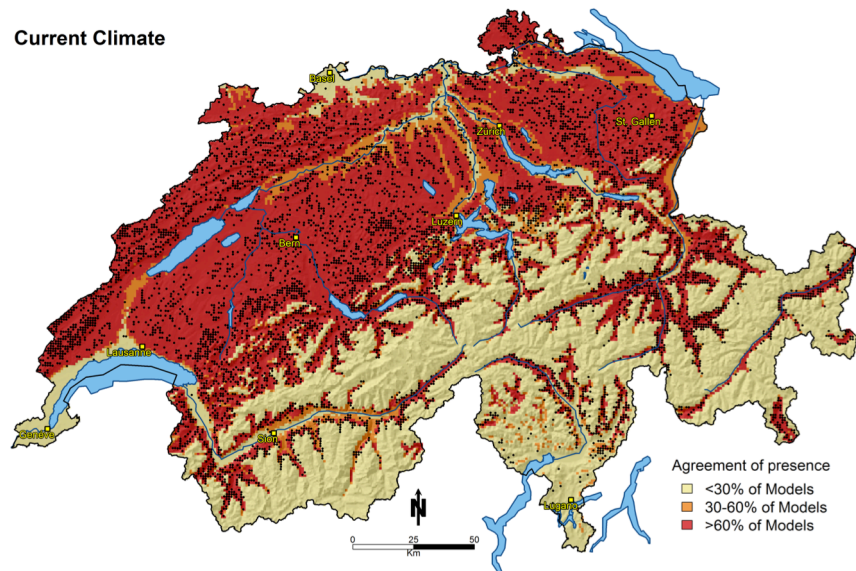 Current Climate
Basel
Zürich
St. Gallen
Luzern
Bern
Lausanne
Genève
Sion
Lugano
N
0 25 50
Km
Agreement of presence
<30% of Models
30-60% of Models
>60% of Models